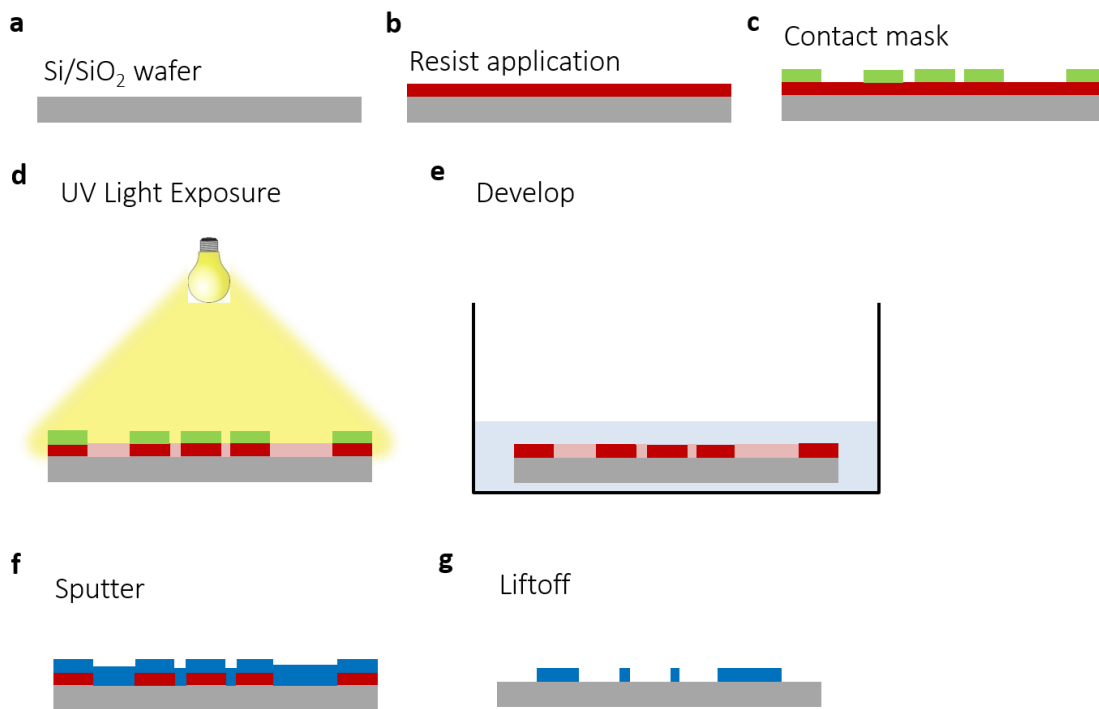 a
Si/SiO₂ wafer
b
Resist application
c
Contact mask
d
UV Light Exposure
e
Develop
f
Sputter
g
Liftoff